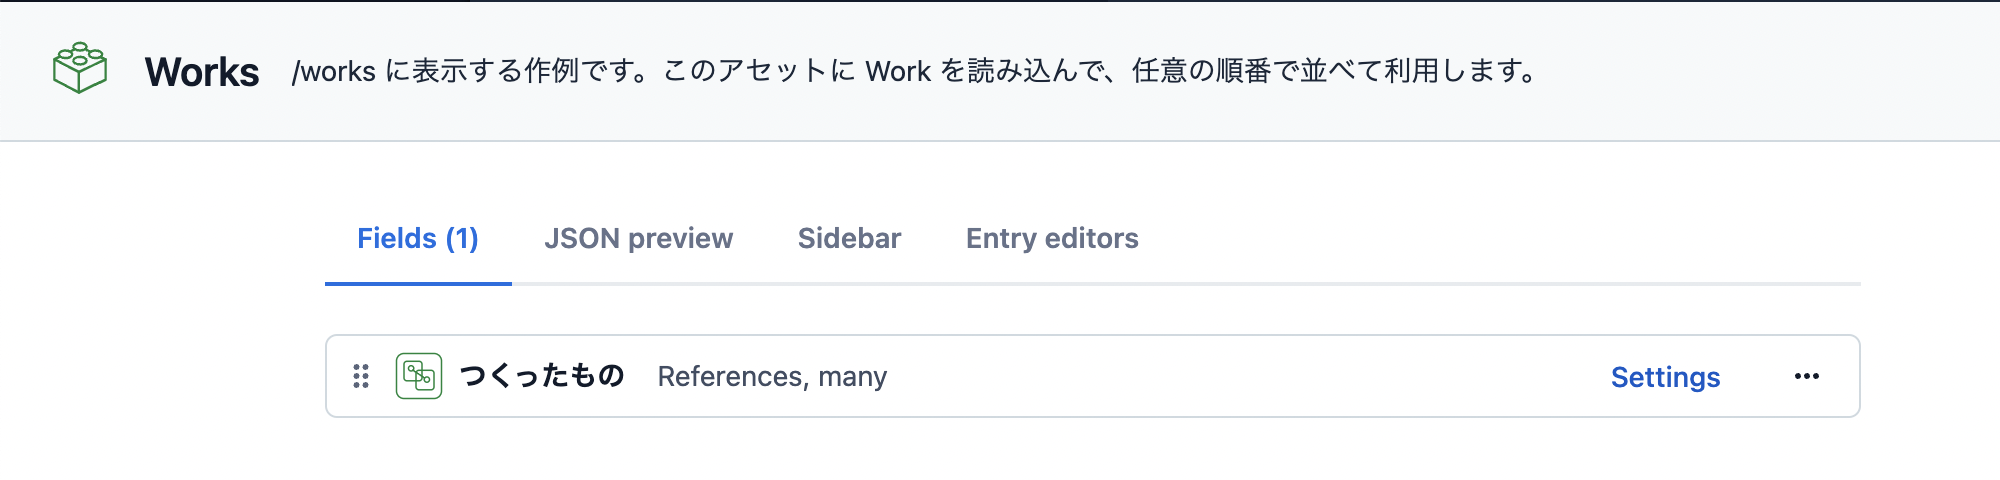 Works /works に表示する作例です。このアセットに Work を読み込んで、任意の順番で並べて利用します。
Fields (1) JSON preview Sidebar Entry editors
つくったもの References, many Settings